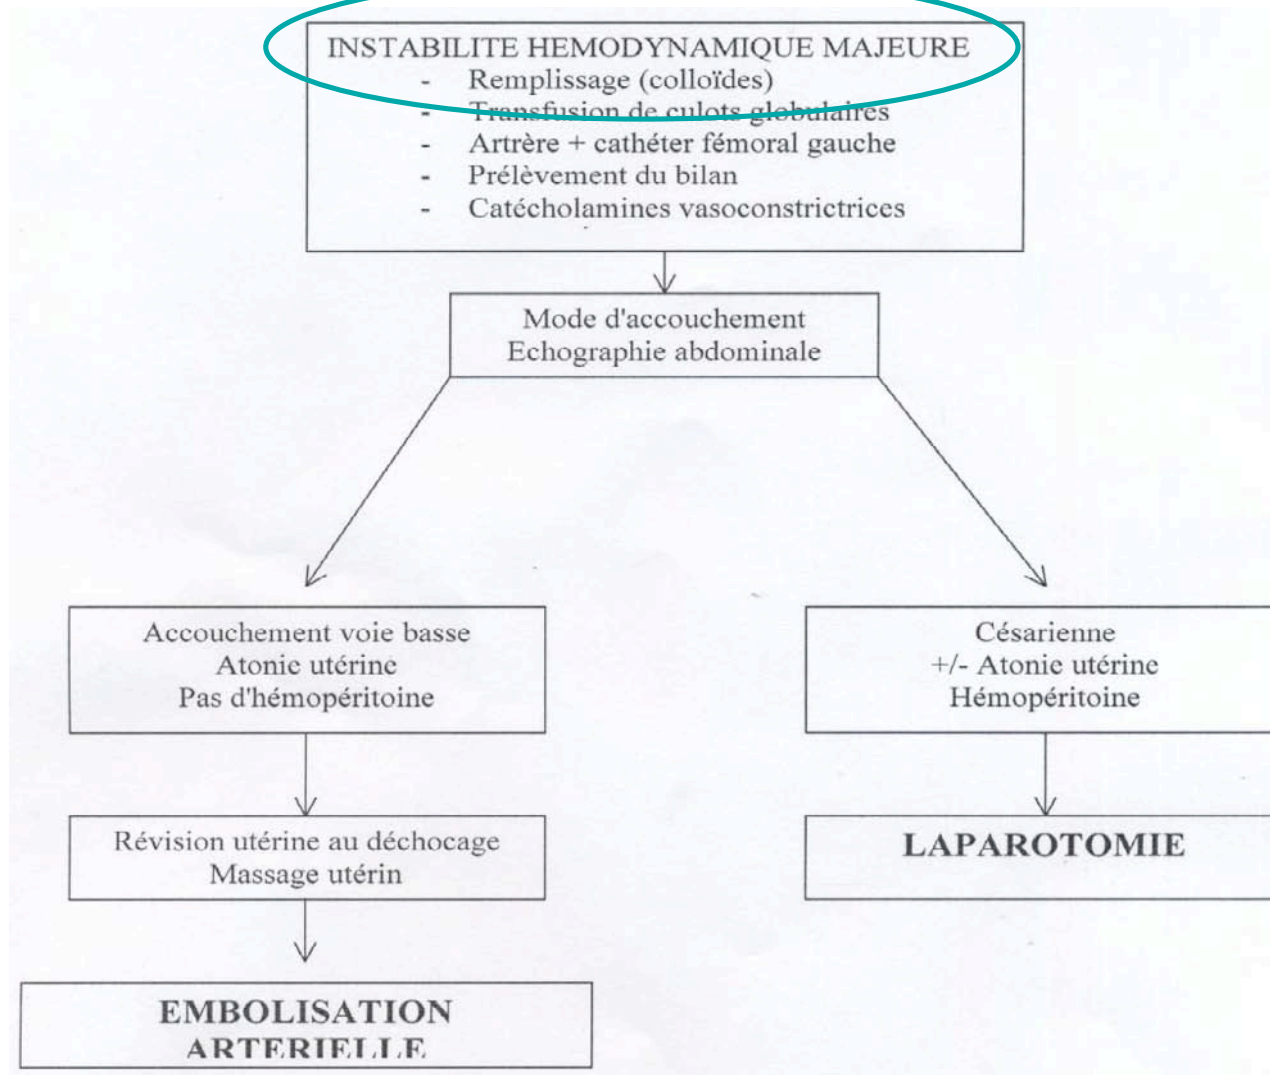 INSTABILITE HEMODYNAMIQUE MAJEURE
- Remplissage (colloïdes)
- Transfusion de culots globulaires
- Artrère + cathéter fémoral gauche
- Prélèvement du bilan
- Catécholamines vasoconstrictrices
Mode d'accouchement
Echographie abdominale
Accouchement voie basse
Atonie utérine
Pas d'hémopéritoine
Césarienne
+/- Atonie utérine
Hémopéritoine
Révision utérine au déchocage
Massage utérin
LAPAROTOMIE
EMBOLISATION
ARTERIELLE